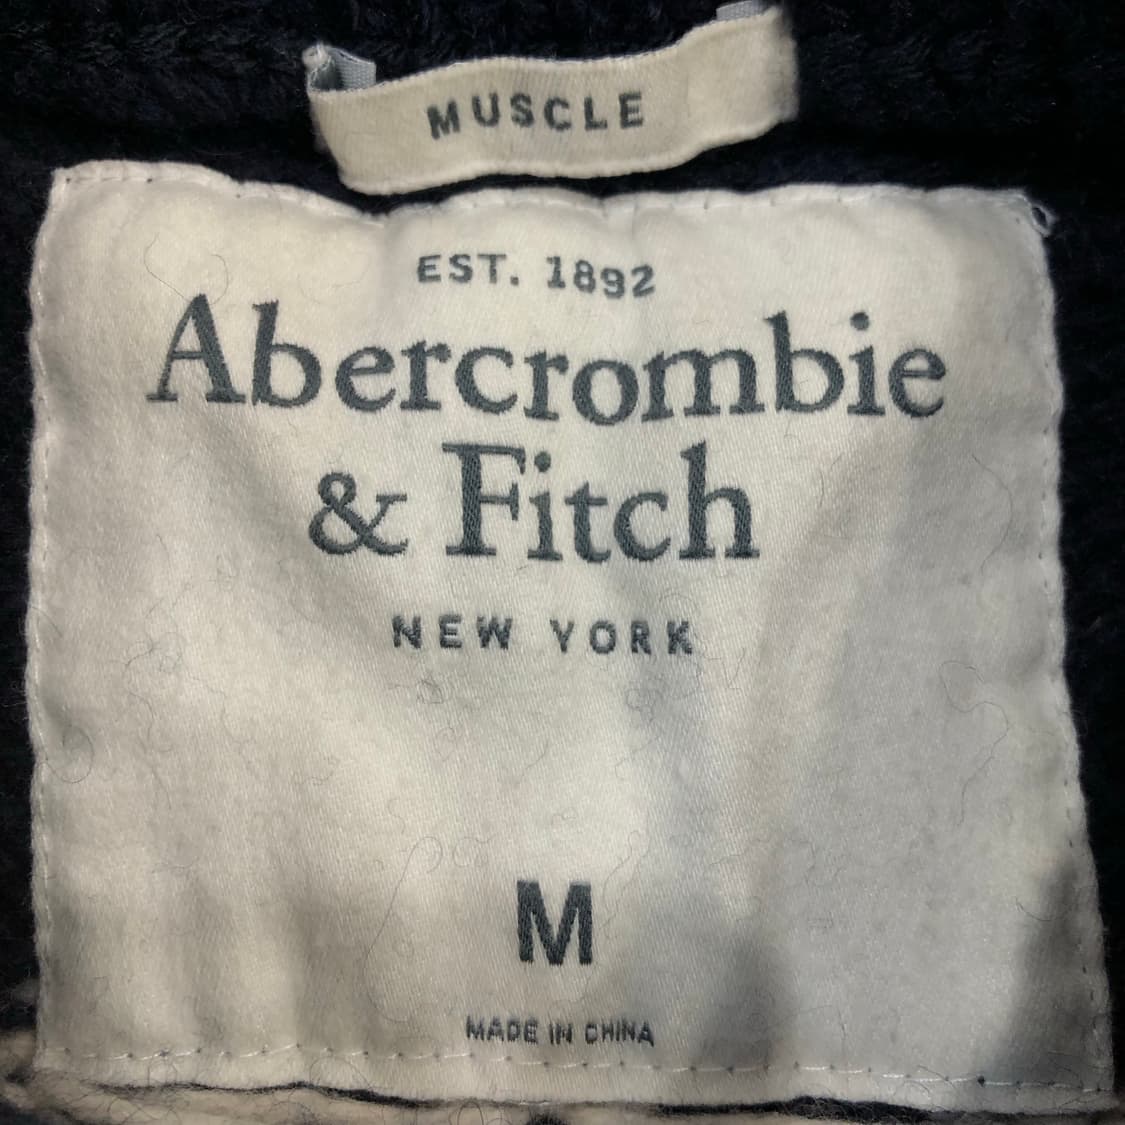 MUSCLE
EST. 1892
Abercrombie
& Fitch
NEW YORK
M
MADE IN CHINA